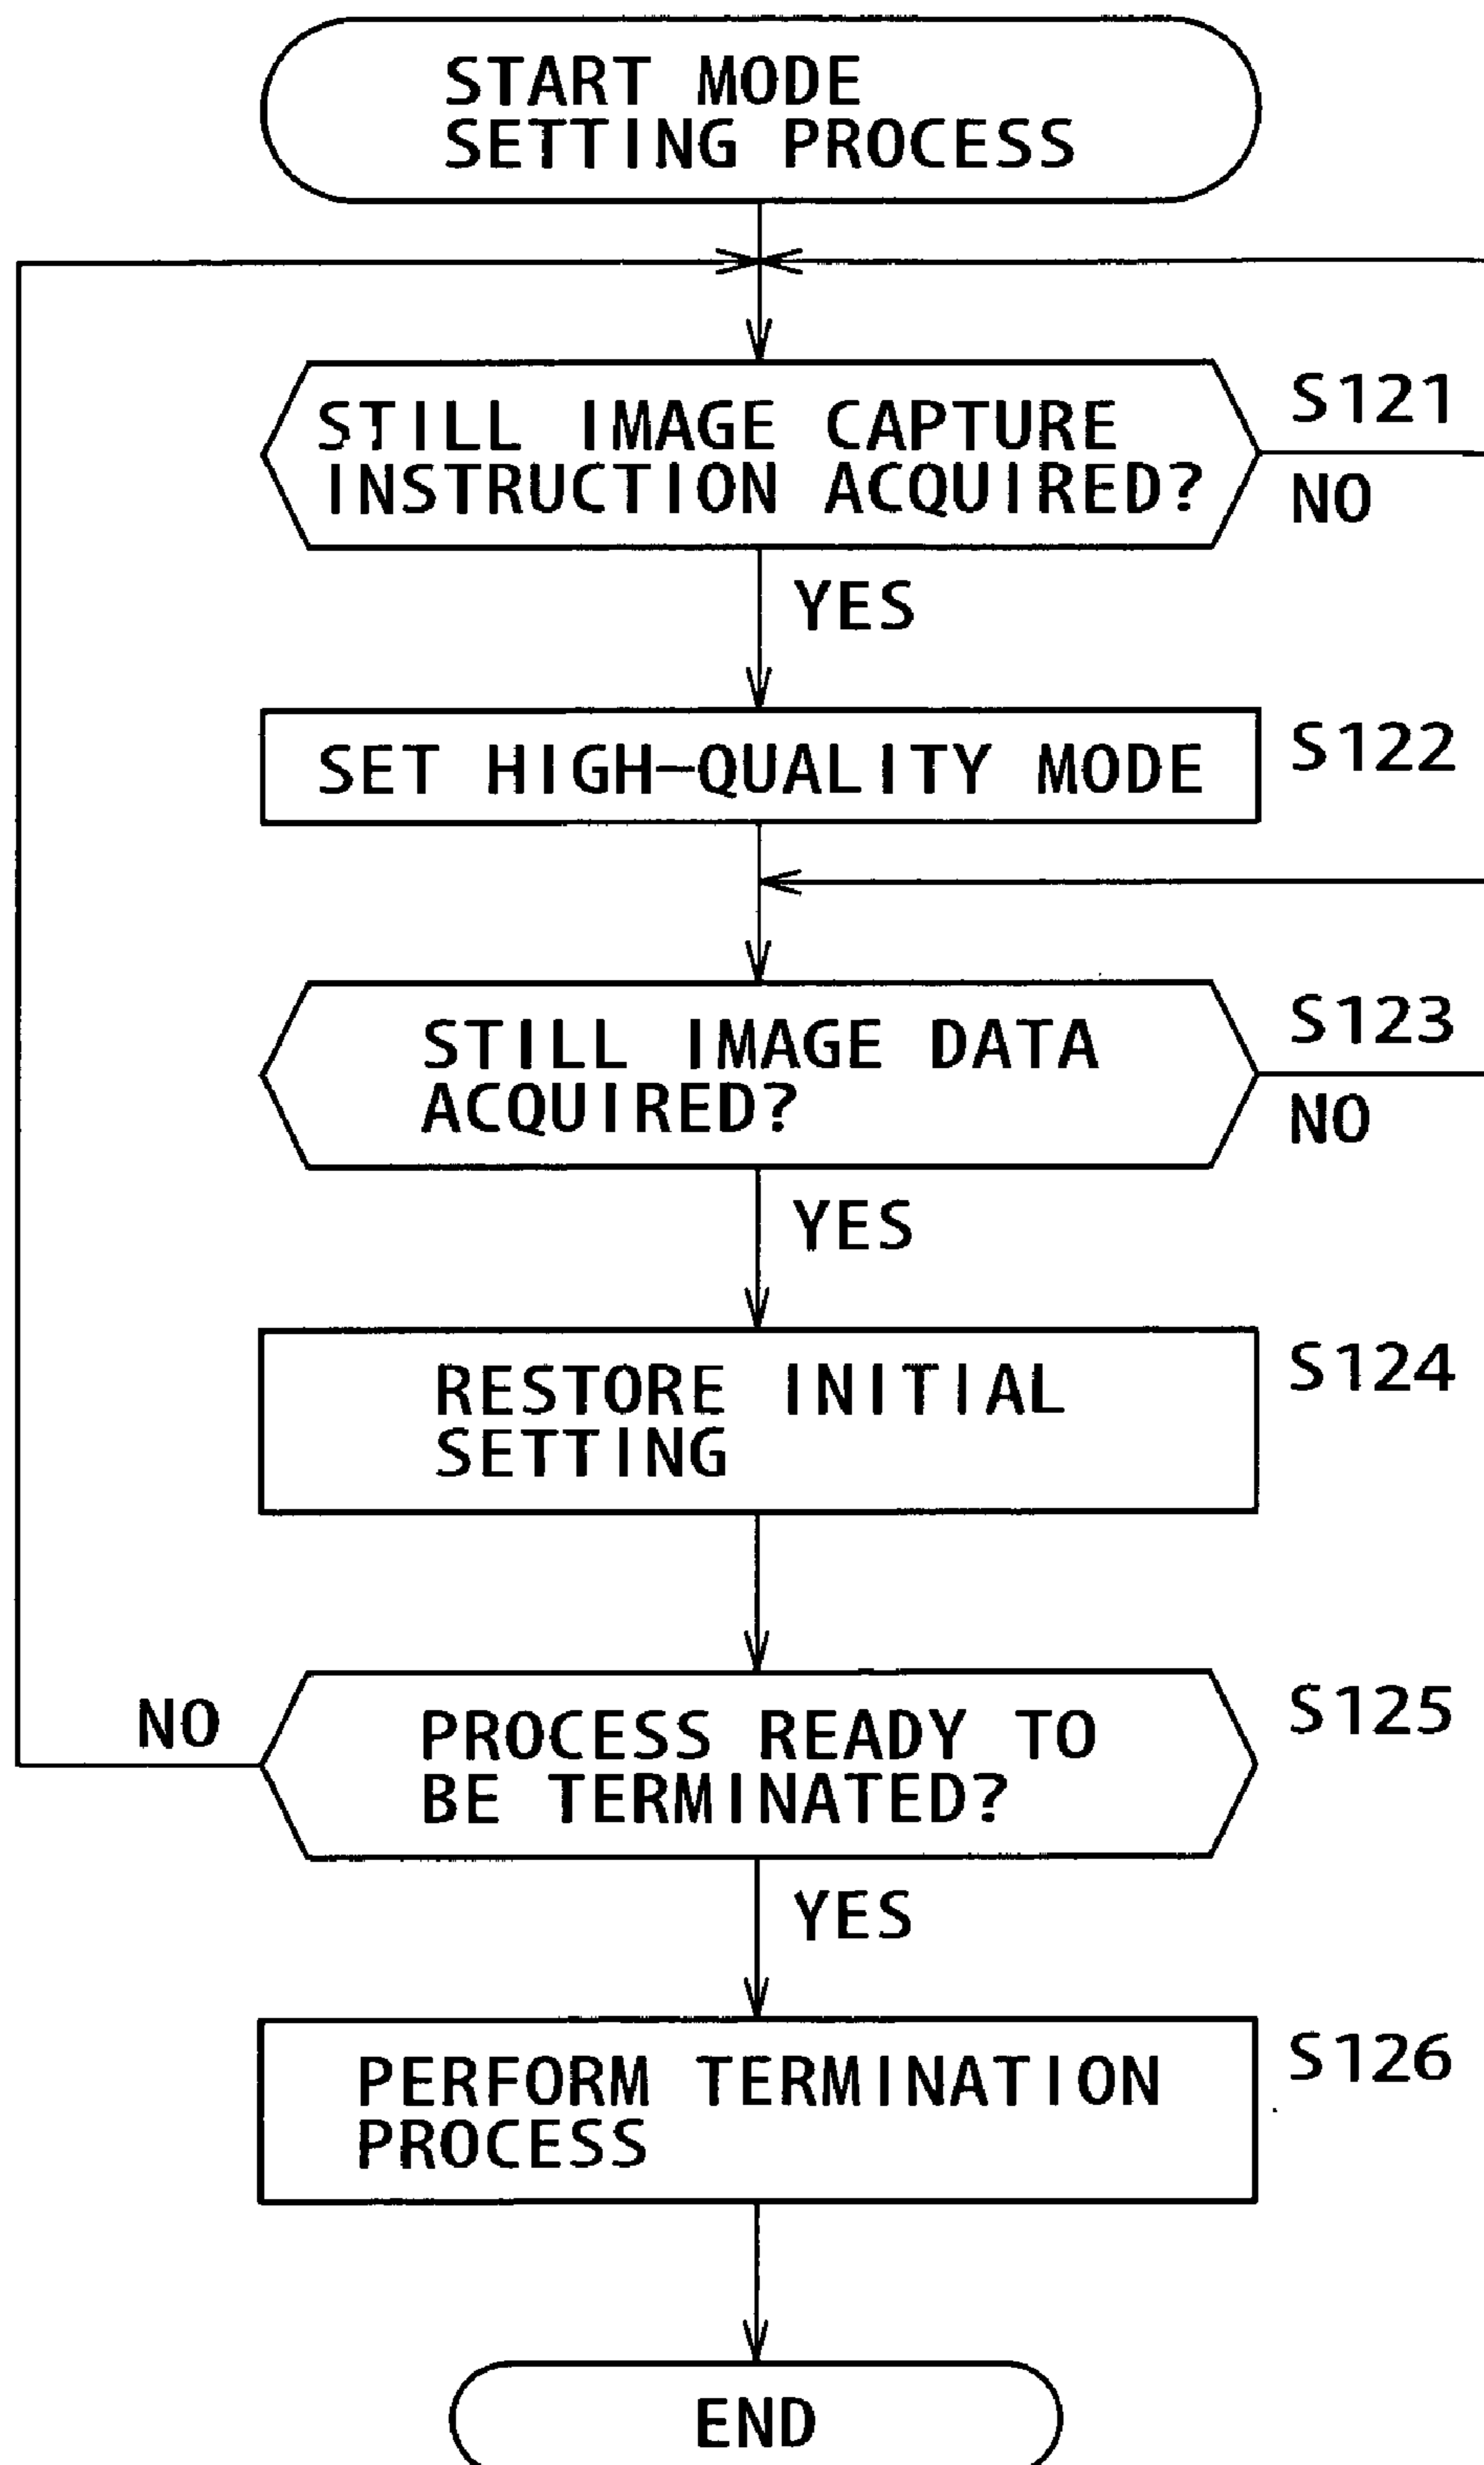 START MODE
SETTING PROCESS
STILL IMAGE CAPTURE
INSTRUCTION ACQUIRED?
S121
NO
YES
SET HIGH-QUALITY MODE
S122
STILL IMAGE DATA
ACQUIRED?
S123
NO
YES
RESTORE INITIAL
SETTING
S124
NO
PROCESS READY TO
BE TERMINATED?
S125
YES
PERFORM TERMINATION
PROCESS
S126
END